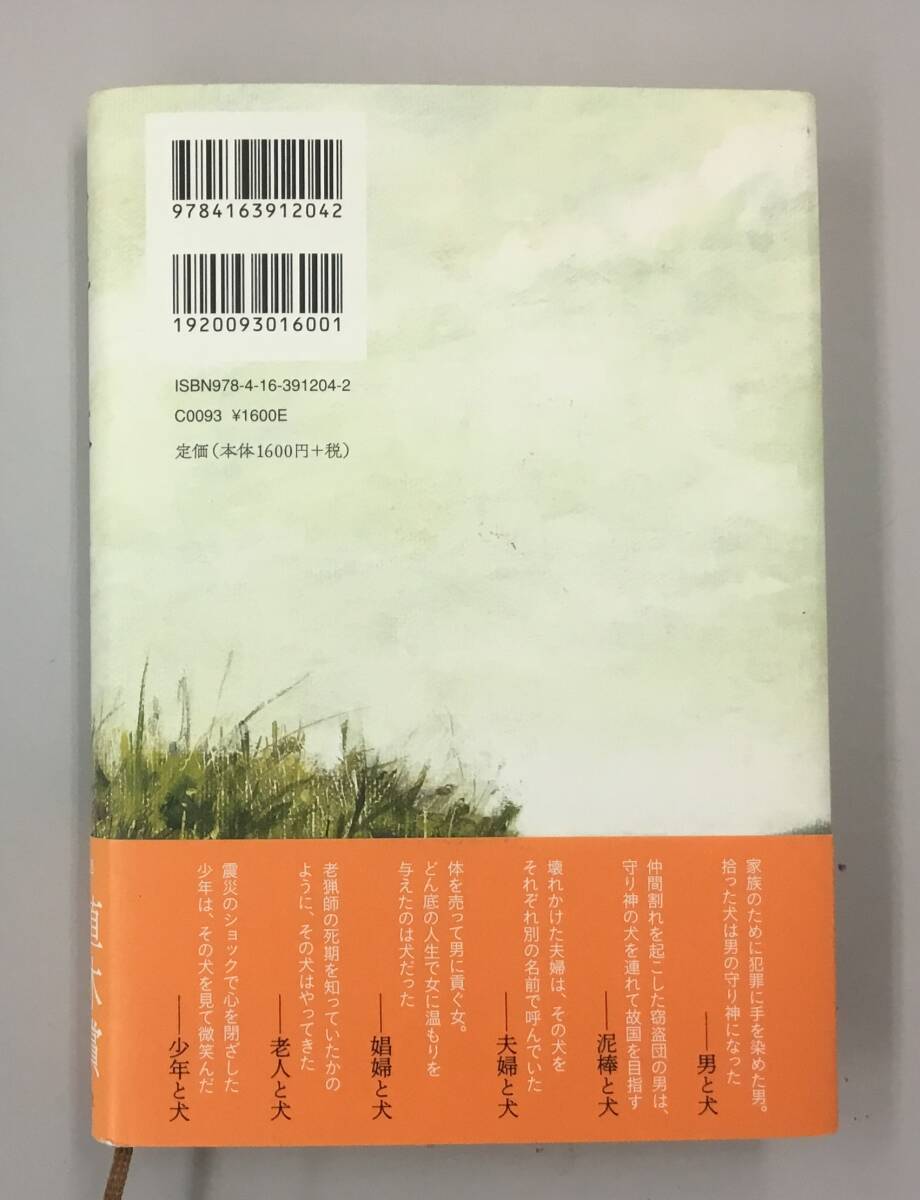 9784163912042
1920093016001
ISBN978-4-16-391204-2
C0093 ¥1600E
定価(本体1600円+税)
家族のために犯罪に手を染めた男。
拾った犬は男の守り神になった
——男と犬
仲間割れを起こした窃盗団の男は、
守り神の犬を連れて故国を目指す
——泥棒と犬
壊れかけた夫婦は、その犬を
それぞれ別の名前で呼んでいた
——夫婦と犬
体を売って男に貢ぐ女。
どん底の人生で女に温もりを
与えたのは犬だった
——娼婦と犬
老猟師の死期を知っていたかの
ように、その犬はやってきた
——老人と犬
震災のショックで心を閉ざした
少年は、その犬を見て微笑んだ
——少年と犬
直木賞